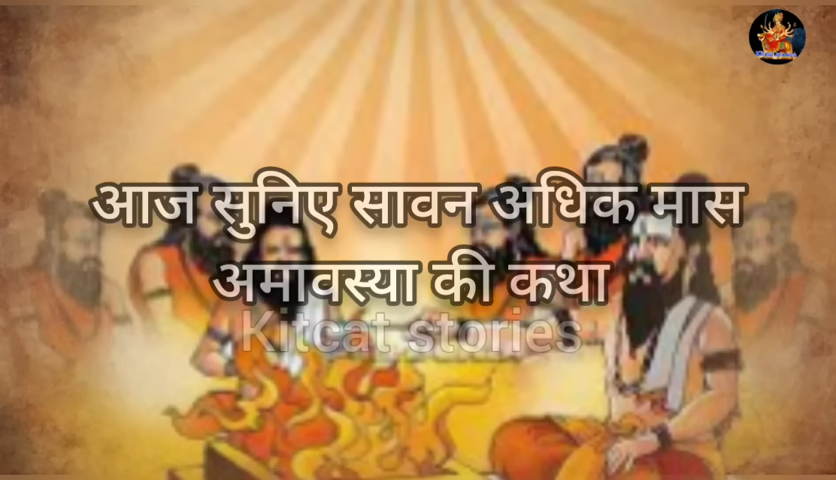 आज सुनिए सावन अधिक मास
अमावस्या की कथा
Kitcat stories